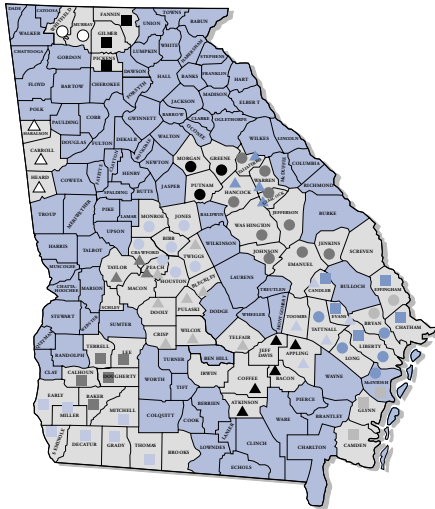 DADE
CATOOSA
WHITFIELD
MURRAY
FANNIN
UNION
TOWNS
RABUN
WALKER
GILMER
LUMPKIN
WHITE
HABERSHAM
STEPHENS
CHATTOOGA
GORDON
PICKENS
DAWSON
HALL
BANKS
FRANKLIN
HART
FLOYD
BARTOW
CHEROKEE
FORSYTH
JACKSON
MADISON
ELBERT
POLK
PAULDING
COBB
GWINNETT
BARROW
CLARKE
OGLETHORPE
HARALSON
DOUGLAS
FULTON
DEKALB
WALTON
OCONEE
WILKES
LINCOLN
CARROLL
NEWTON
MORGAN
GREENE
COLUMBIA
HEARD
COWETA
FAYETTE
HENRY
WARREN
RICHMOND
SPALDING
BUTTS
JASPER
PUTNAM
HANCOCK
TROUP
MERIWETHER
PIKE
LAMAR
MONROE
JONES
BALDWIN
JEFFERSON
BURKE
UPSON
BIBB
WILKINSON
WASHINGTON
HARRIS
TALBOT
CRAWFORD
TWIGGS
JOHNSON
JENKINS
SCREVEN
MUSCOGEE
TAYLOR
PEACH
HOUSTON
BLECKLEY
LAURENS
EMANUEL
CHATTA-
HOOCHEE
MARION
MACON
TREUTLEN
CANDLER
BULLOCH
EFFINGHAM
STEWART
WEBSTER
SCHLEY
SUMTER
DOOLY
PULASKI
DODGE
WHEELER
MONTGOMERY
TOOMBS
EVANS
BRYAN
CHATHAM
TATTNALL
RANDOLPH
TERRELL
LEE
CRISP
WILCOX
TELFAIR
JEFF
DAVIS
APPLING
LIBERTY
LONG
CLAY
CALHOUN
DOUGHERTY
WORTH
TURNER
BEN HILL
IRWIN
COFFEE
BACON
WAYNE
McINTOSH
EARLY
BAKER
TIFT
ATKINSON
PIERCE
GLYNN
MILLER
MITCHELL
COLQUITT
COOK
BERRIEN
WARE
BRANTLEY
SEMINOLE
DECATUR
GRADY
THOMAS
BROOKS
LOWNDES
LANIER
CLINCH
CHARLTON
CAMDEN
ECHOLS